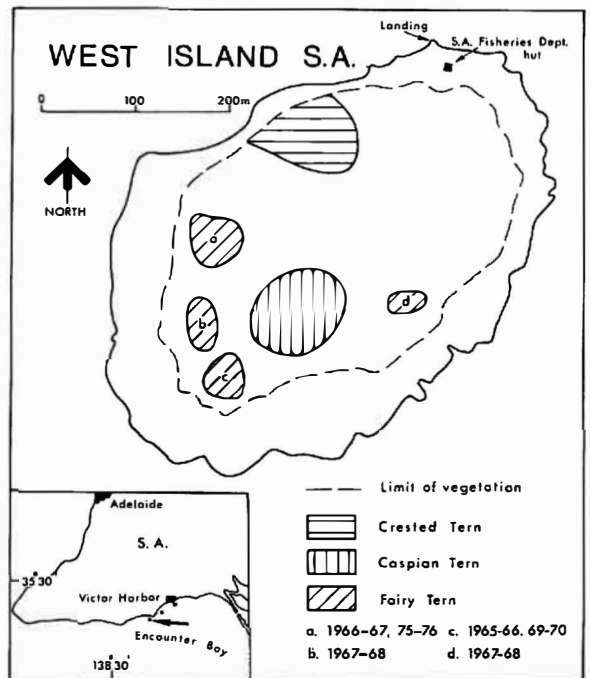 WEST ISLAND S.A.
Landing
S.A. Fisheries Dept.
hut
0 100 200m
NORTH
a
b
c
d
Limit of vegetation
Crested Tern
Caspian Tern
Fairy Tern
a. 1966-67, 75-76 c. 1965-66. 69-70
b. 1967-68 d. 1967-68
Adelaide
S. A.
35°30'
Victor Harbor
Encounter Bay
138°30'